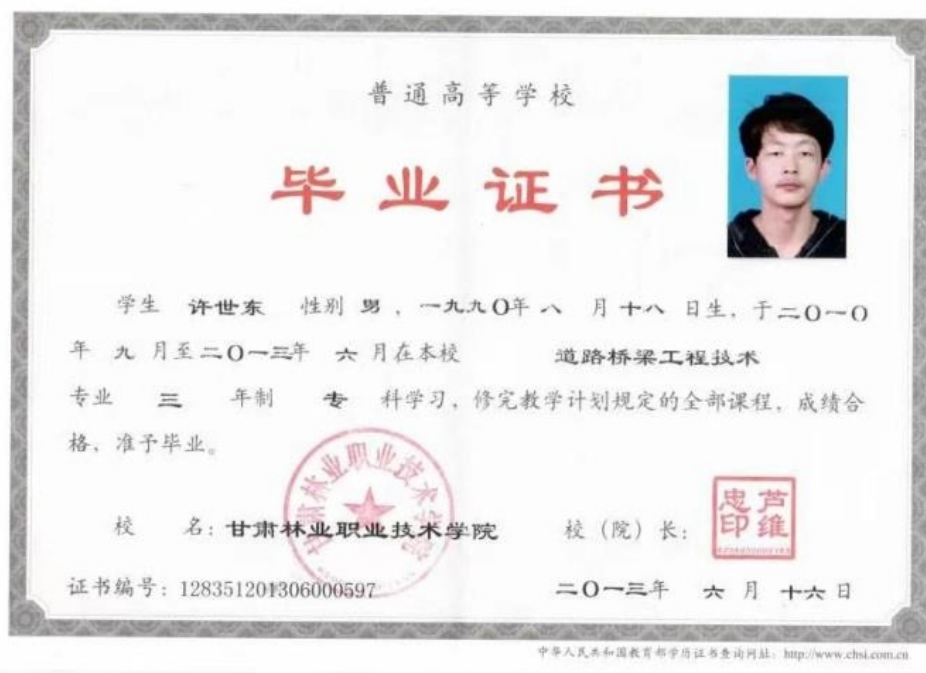 普通高等学校
毕业证书
学生 许世东 性别 男，一九九〇年 八 月 十八 日生，于二〇一〇
年 九 月至二〇一三年 六 月在本校 道路桥梁工程技术
专业 三 年制 专 科学习，修完教学计划规定的全部课程，成绩合
格，准予毕业。
甘肃林业职业技术学院
校 名：甘肃林业职业技术学院 校（院）长：
芦维忠印
证书编号：128351201306000597 二〇一三年 六 月 十六 日
中华人民共和国教育部学历证书查询网址：http://www.chsi.com.cn